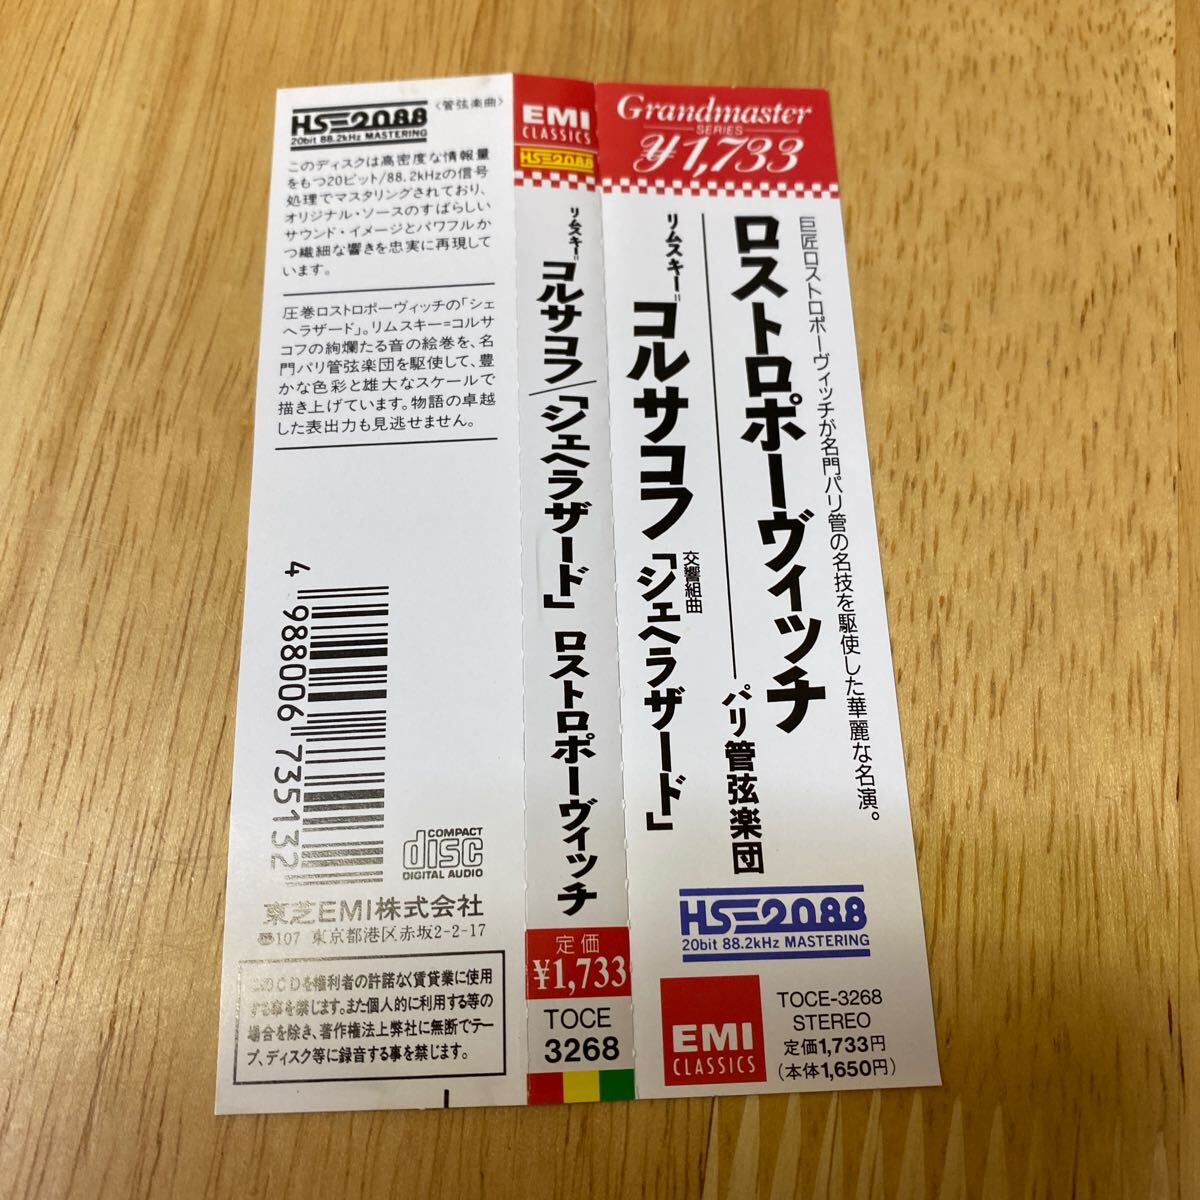 HS-2088
20bit 88.2kHz MASTERING
〈管弦楽曲〉
このディスクは高密度な情報量
をもつ20ビット/88.2kHzの信号
処理でマスタリングされており、
オリジナル・ソースのすばらしい
サウンド・イメージとパワフルか
つ繊細な響きを忠実に再現して
います。
圧巻ロストロポーヴィッチの「シェ
ヘラザード」。リムスキー=コルサ
コフの絢爛たる音の絵巻を、名
門パリ管弦楽団を駆使して、豊
かな色彩と雄大なスケールで
描き上げています。物語の卓越
した表出力も見逃せません。
4 988006 735132
COMPACT
disc
DIGITAL AUDIO
東芝EMI株式会社
〠107 東京都港区赤坂2-2-17
このCDを権利者の許諾なく賃貸業に使用
する事を禁じます。また個人的に利用する等の
場合を除き、著作権法上弊社に無断でテー
プ、ディスク等に録音する事を禁じます。
EMI
CLASSICS
HS-2088
リムスキー=コルサコフ/「シェヘラザード」 ロストロポーヴィッチ
定価
¥1,733
TOCE
3268
Grandmaster
SERIES
¥1,733
巨匠ロストロポーヴィッチが名門パリ管の名技を駆使した華麗な名演。
ロストロポーヴィッチ
パリ管弦楽団
リムスキー=コルサコフ
交響組曲
「シェヘラザード」
HS-2088
20bit 88.2kHz MASTERING
EMI
CLASSICS
TOCE-3268
STEREO
定価1,733円
(本体1,650円)